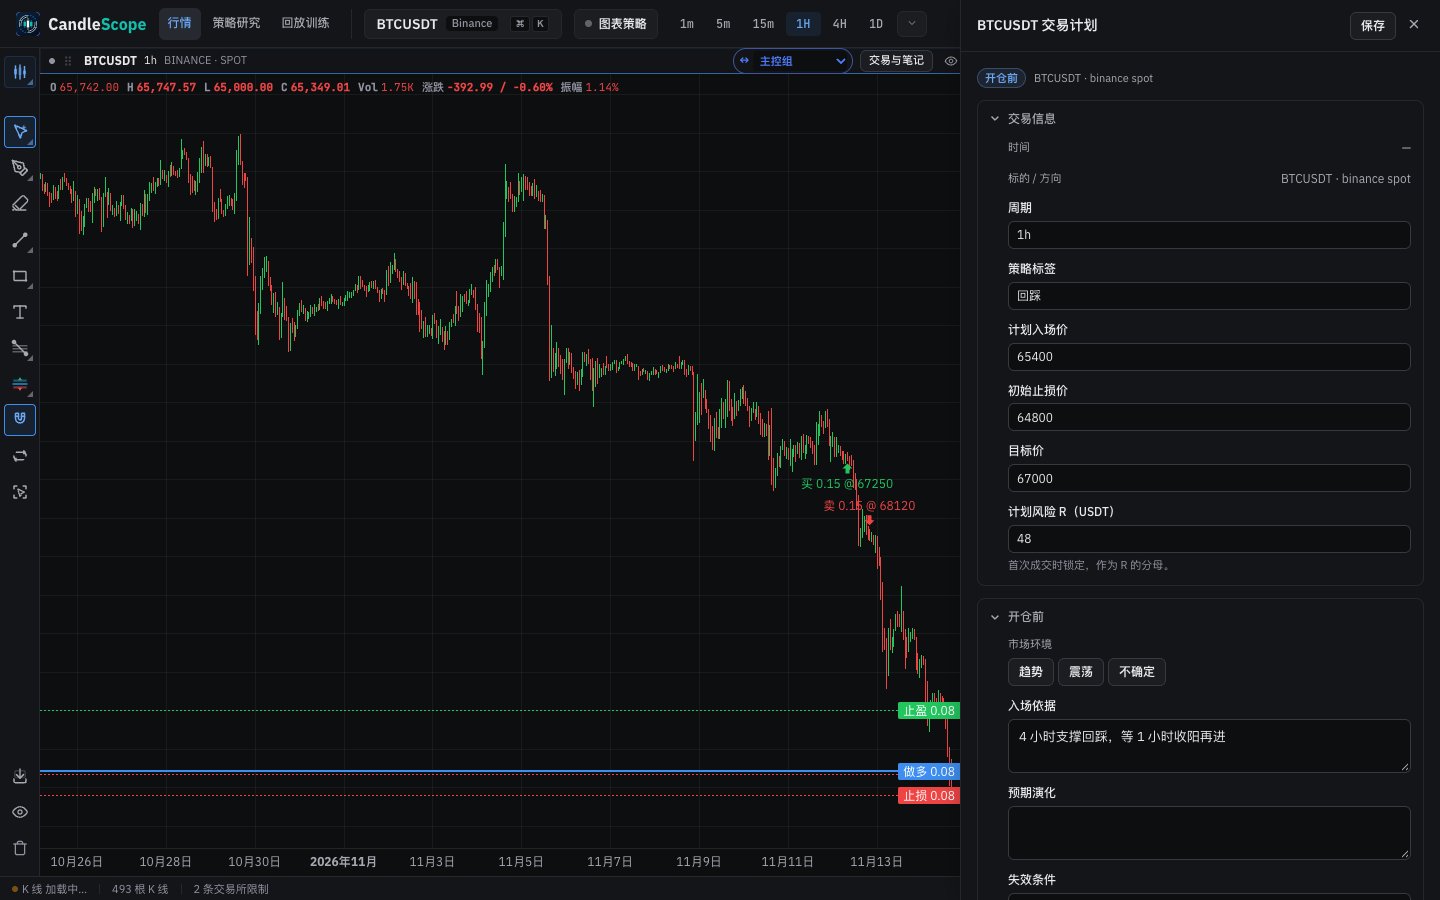 CandleScope 行情 策略研究 回放训练 BTCUSDT Binance ⌘ K 图表策略 1m 5m 15m 1H 4H 1D
BTCUSDT 1h BINANCE · SPOT 主控组 交易与笔记
O 65,742.00 H 65,747.57 L 65,000.00 C 65,349.01 Vol 1.75K 涨跌 -392.99 / -0.60% 振幅 1.14%
买 0.15 @ 67250
卖 0.15 @ 68120
止盈 0.08
做多 0.08
止损 0.08
10月26日 10月28日 10月30日 2026年11月 11月3日 11月5日 11月7日 11月9日 11月11日 11月13日
K 线 加载中... 493 根 K 线 2 条交易所限制
BTCUSDT 交易计划 保存
开仓前 BTCUSDT · binance spot
交易信息
时间 —
标的 / 方向 BTCUSDT · binance spot
周期
1h
策略标签
回踩
计划入场价
65400
初始止损价
64800
目标价
67000
计划风险 R（USDT）
48
首次成交时锁定，作为 R 的分母。
开仓前
市场环境
趋势 震荡 不确定
入场依据
4 小时支撑回踩，等 1 小时收阳再进
预期演化
失效条件